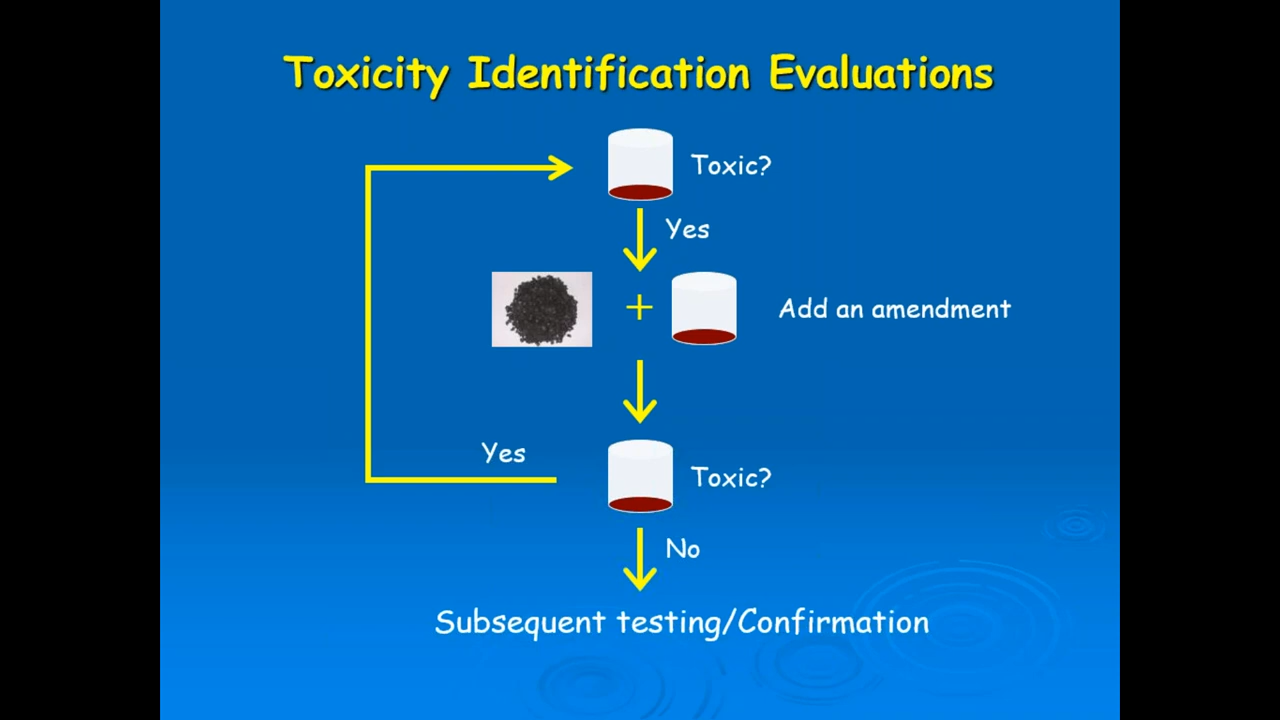 Toxicity Identification Evaluations
Toxic?
Yes
+
Add an amendment
Yes
Toxic?
No
Subsequent testing/Confirmation